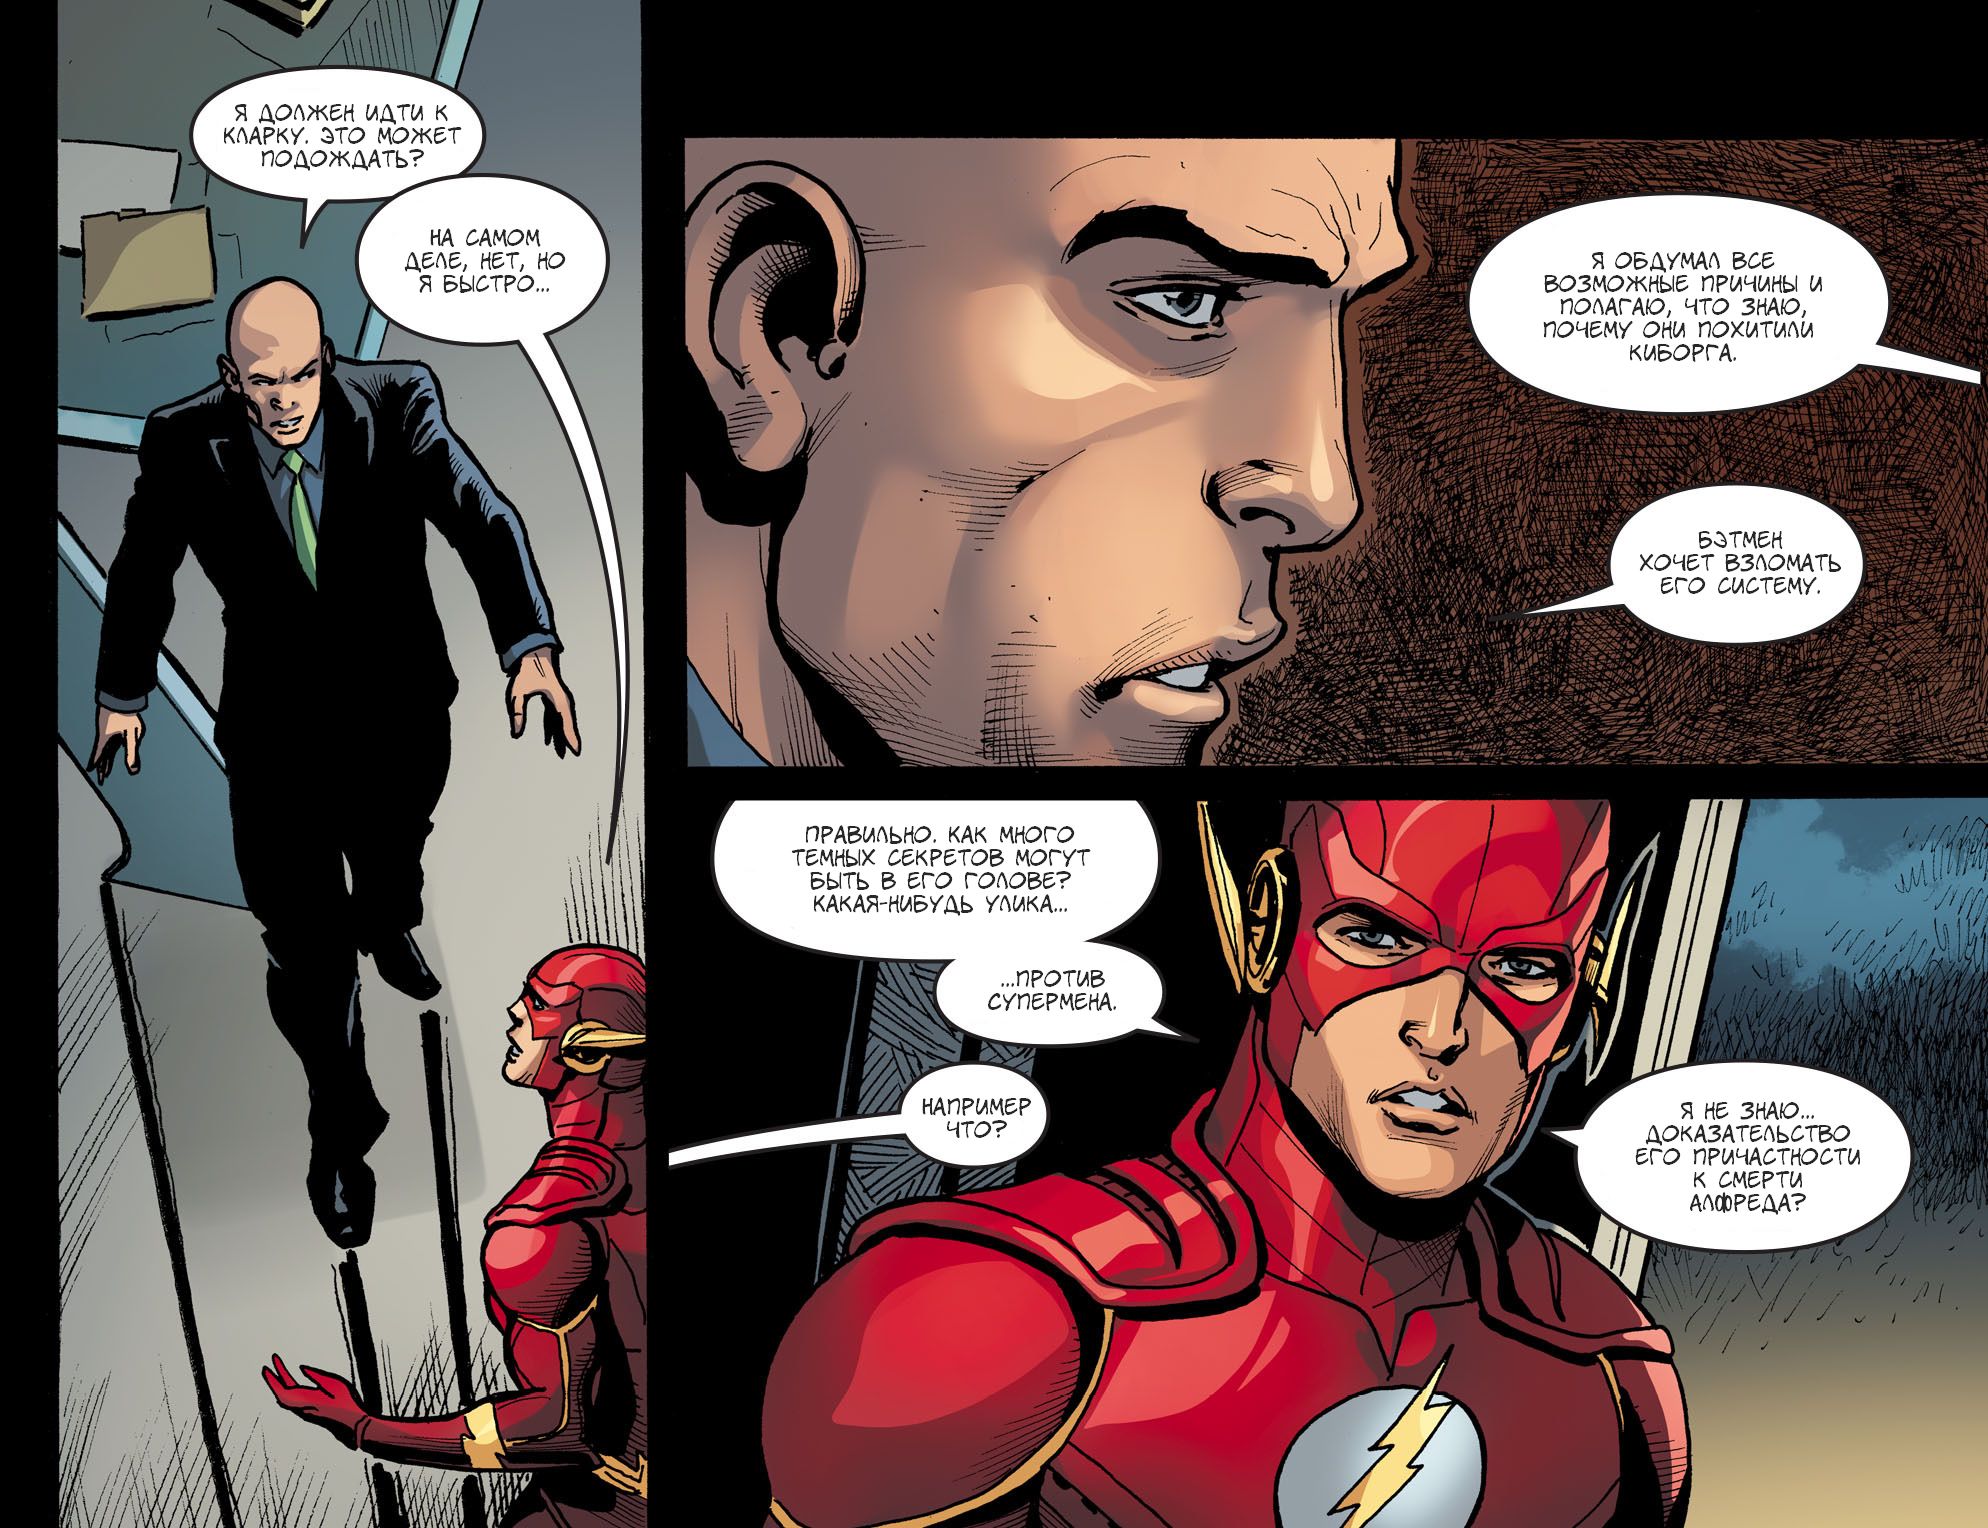 Я ДОЛЖЕН ИДТИ К
КЛАРКУ. ЭТО МОЖЕТ
ПОДОЖДАТЬ?
НА САМОМ
ДЕЛЕ, НЕТ, НО
Я БЫСТРО...
Я ОБДУМАЛ ВСЕ
ВОЗМОЖНЫЕ ПРИЧИНЫ И
ПОЛАГАЮ, ЧТО ЗНАЮ,
ПОЧЕМУ ОНИ ПОХИТИЛИ
КИБОРГА.
БЭТМЕН
ХОЧЕТ ВЗЛОМАТЬ
ЕГО СИСТЕМУ.
ПРАВИЛЬНО. КАК МНОГО
ТЕМНЫХ СЕКРЕТОВ МОГУТ
БЫТЬ В ЕГО ГОЛОВЕ?
КАКАЯ-НИБУДЬ УЛИКА...
...ПРОТИВ
СУПЕРМЕНА.
НАПРИМЕР
ЧТО?
Я НЕ ЗНАЮ...
ДОКАЗАТЕЛЬСТВО
ЕГО ПРИЧАСТНОСТИ
К СМЕРТИ
АЛФРЕДА?